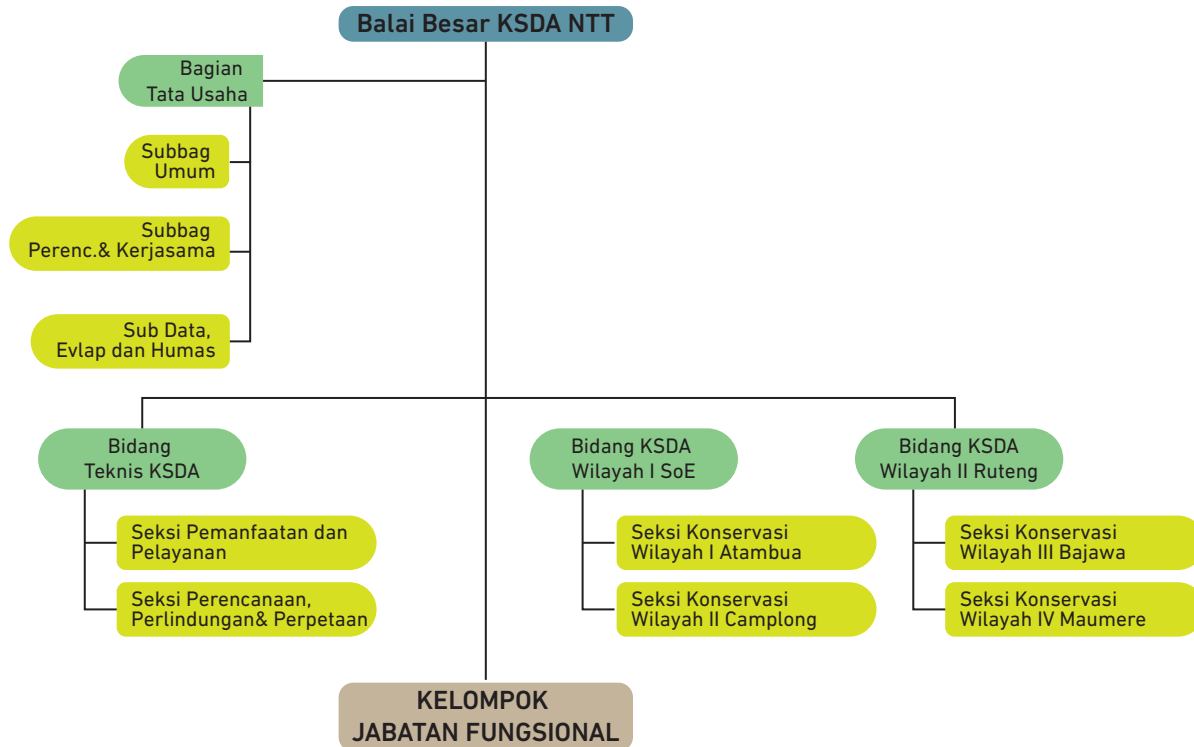 Balai Besar KSDA NTT
Bagian
Tata Usaha
Subbag
Umum
Subbag
Perenc.& Kerjasama
Sub Data,
Evlap dan Humas
Bidang
Teknis KSDA
Seksi Pemanfaatan dan
Pelayanan
Seksi Perencanaan,
Perlindungan& Perpetaan
Bidang KSDA
Wilayah I SoE
Seksi Konservasi
Wilayah I Atambua
Seksi Konservasi
Wilayah II Camplong
Bidang KSDA
Wilayah II Ruteng
Seksi Konservasi
Wilayah III Bajawa
Seksi Konservasi
Wilayah IV Maumere
KELOMPOK
JABATAN FUNGSIONAL